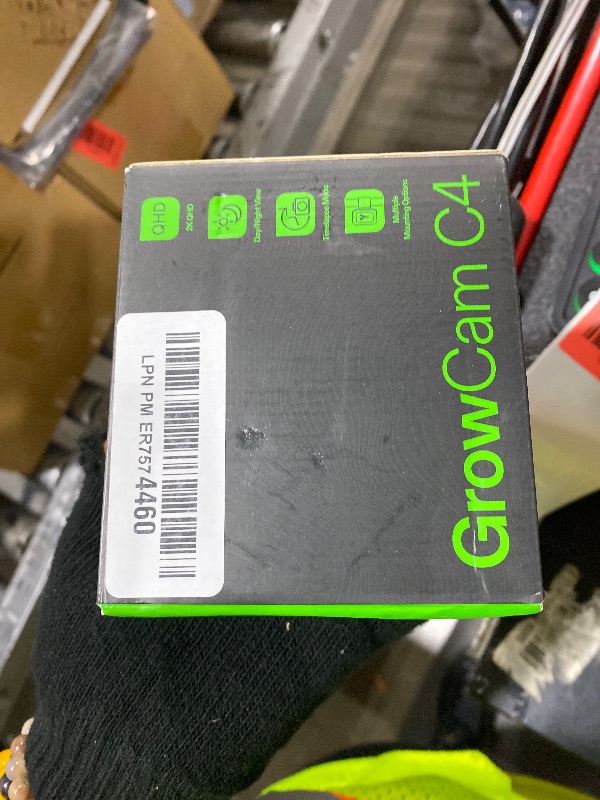 GrowCam C4
QHD
2K QHD
Day/Night View
Timelapse Mode
Multiple
Mounting Options
LPN PM ER7574460